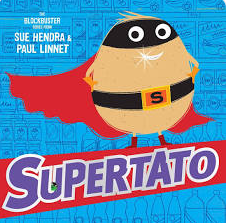 THE
BLOCKBUSTER
SERIES FROM
SUE HENDRA &
PAUL LINNET
S
SUPERTATO